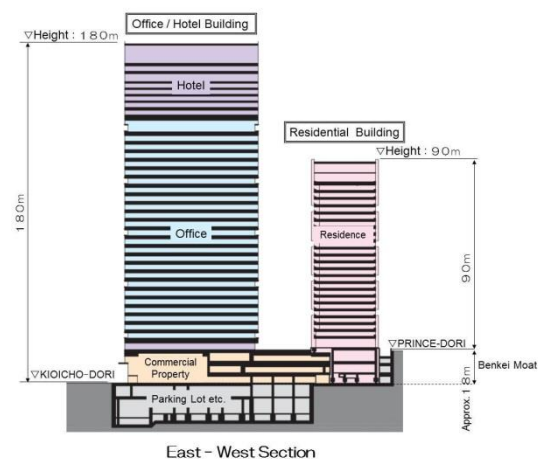 Office / Hotel Building
▽Height : 180m
Hotel
Residential Building
▽Height : 90m
180m
Office
Residence
90m
▽PRINCE-DORI
Commercial
Property
Benkei Moat
▽KIOICHO-DORI
Approx.18m
Parking Lot etc.
East - West Section